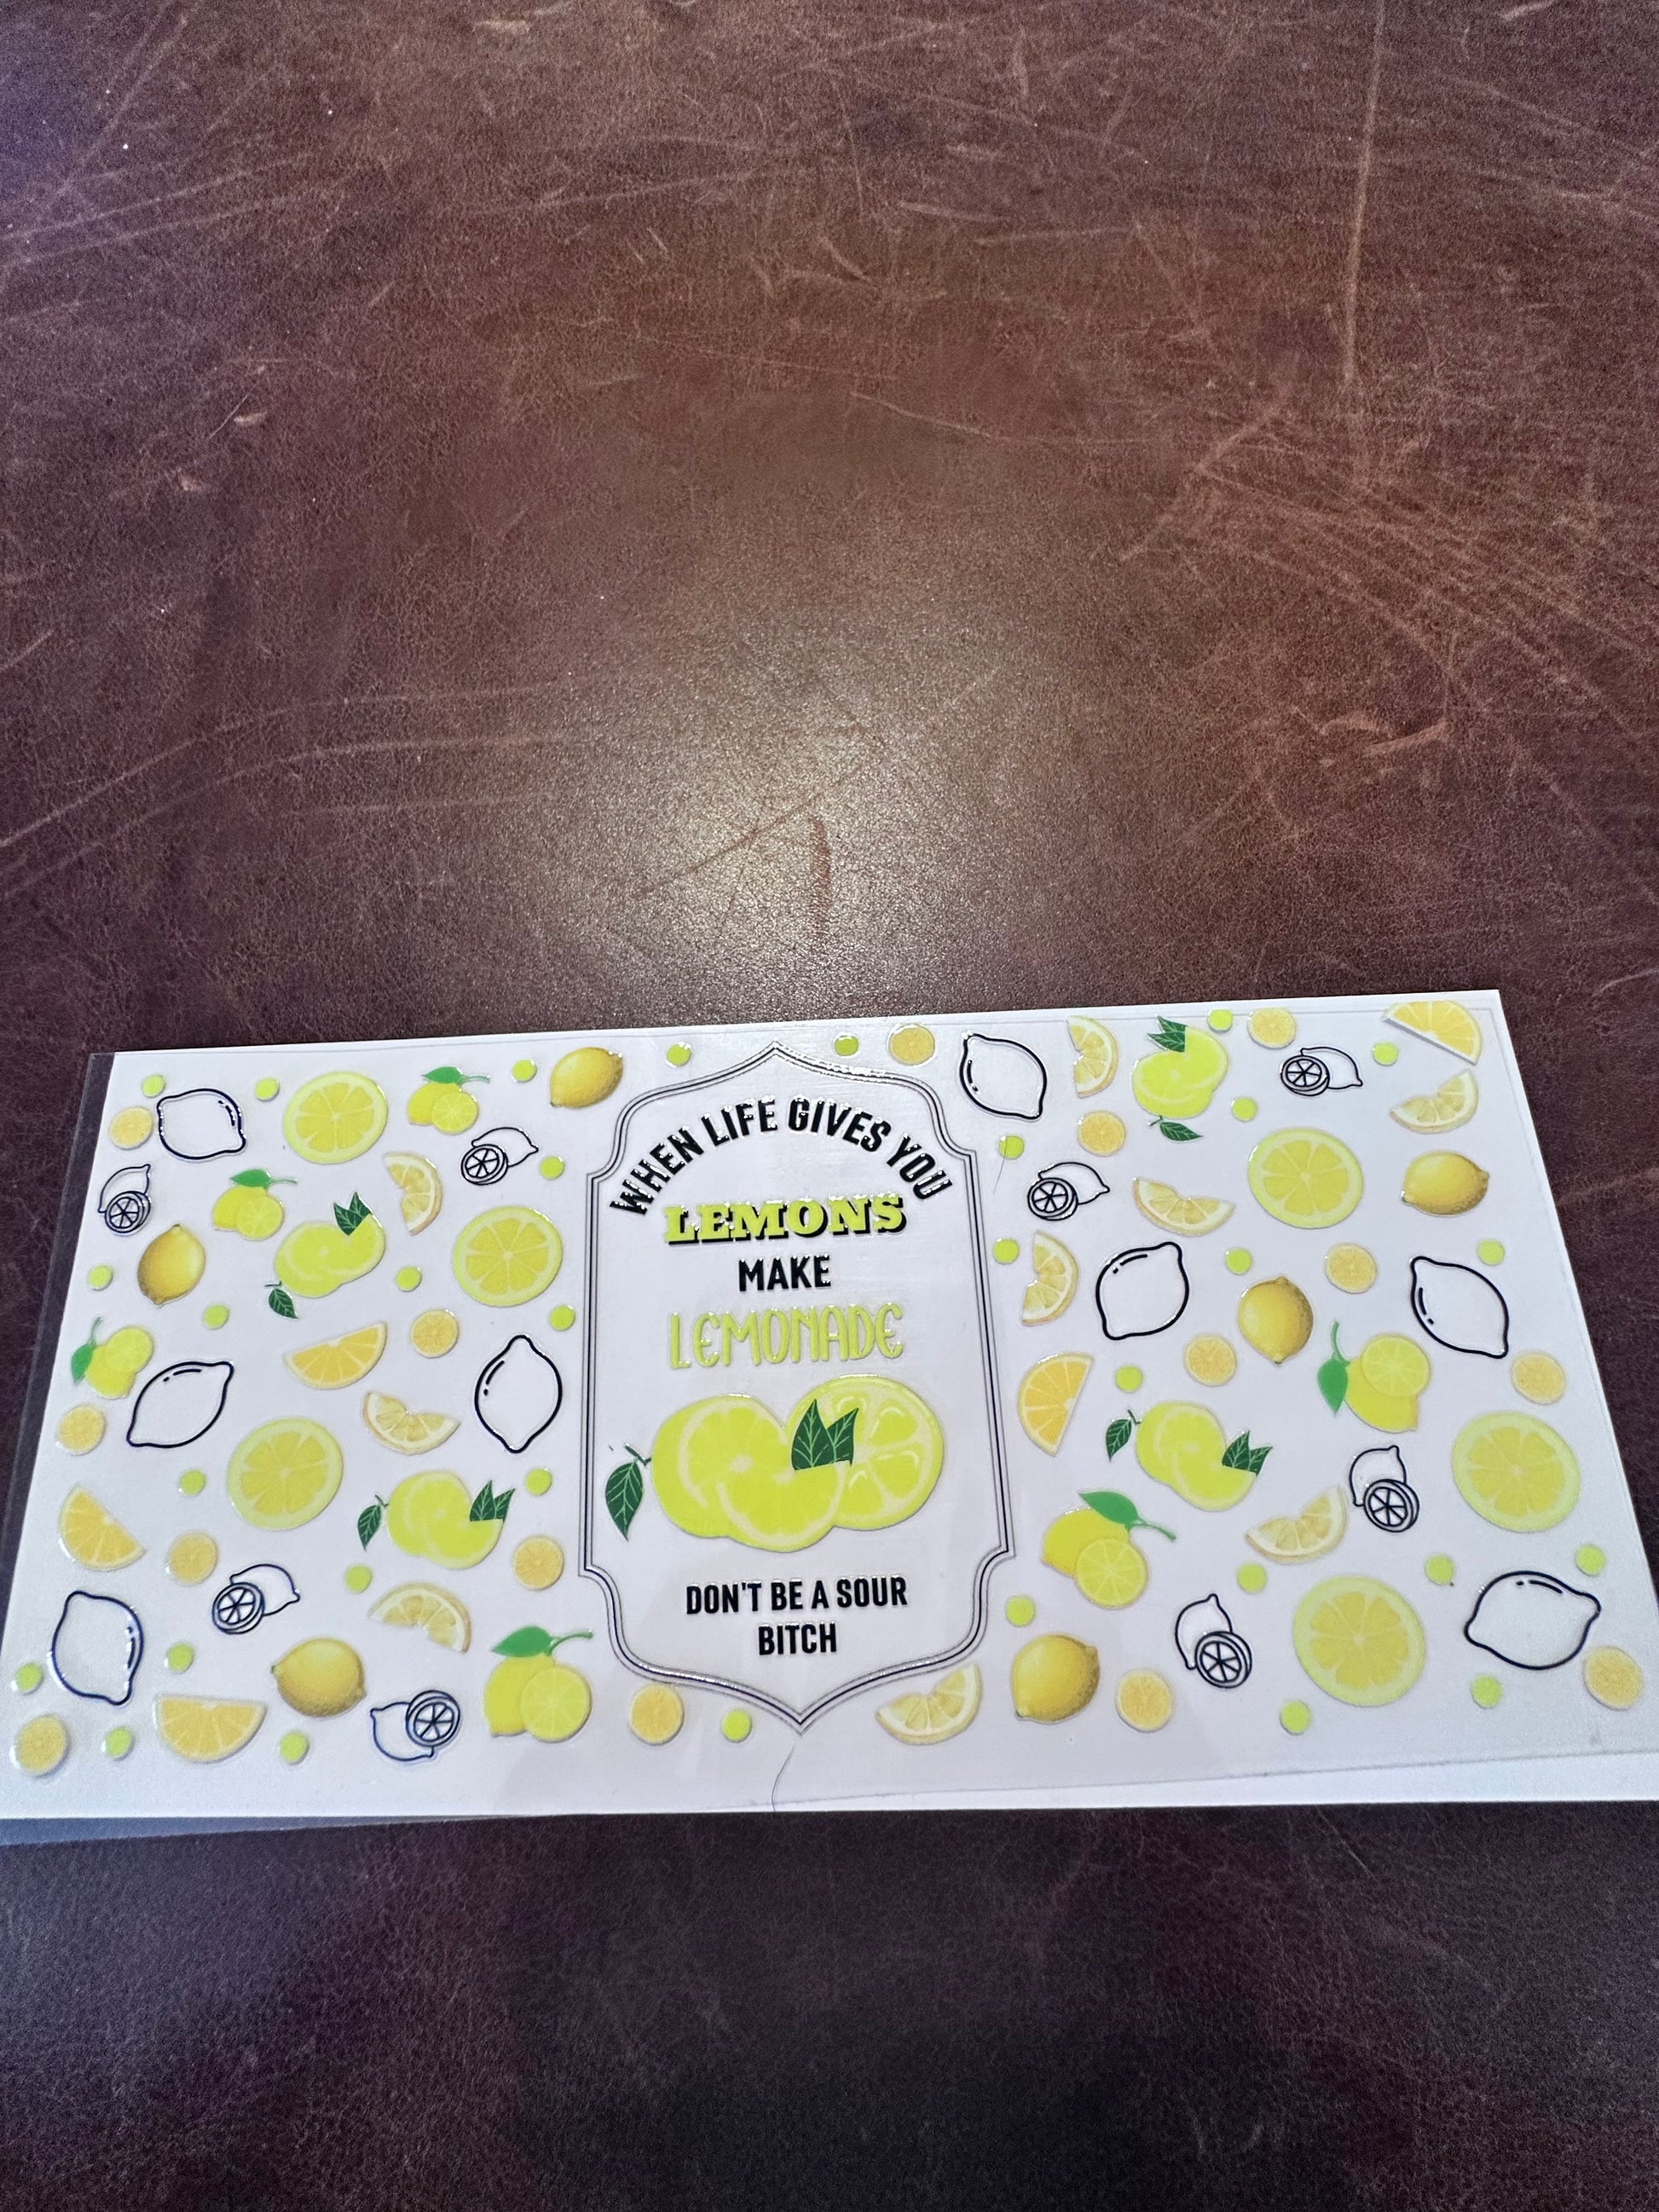 WHEN LIFE GIVES YOU
LEMONS
MAKE
LEMONADE
DON'T BE A SOUR
BITCH